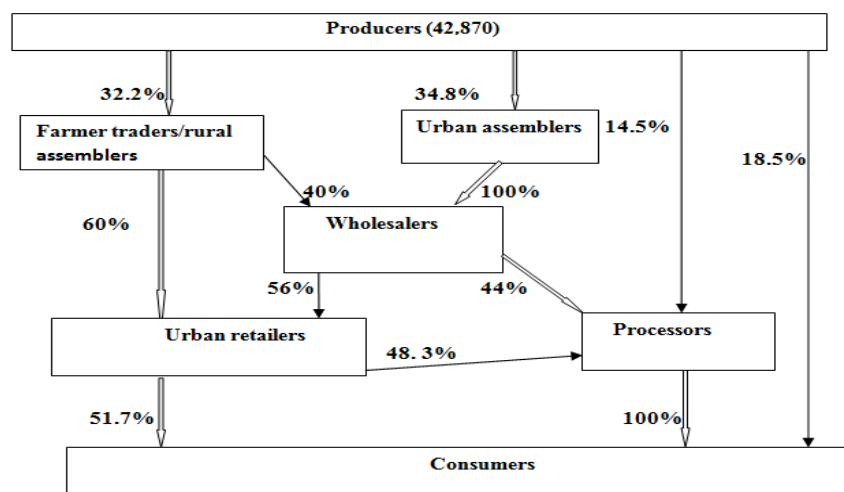 Producers (42,870)
32.2%
34.8%
Farmer traders/rural
assemblers
Urban assemblers
14.5%
18.5%
40%
100%
60%
Wholesalers
56%
44%
Urban retailers
Processors
48. 3%
51.7%
100%
Consumers